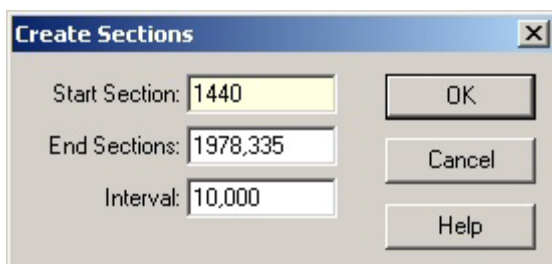 Create Sections
Start Section: 1440
OK
End Sections: 1978,335
Cancel
Interval: 10,000
Help